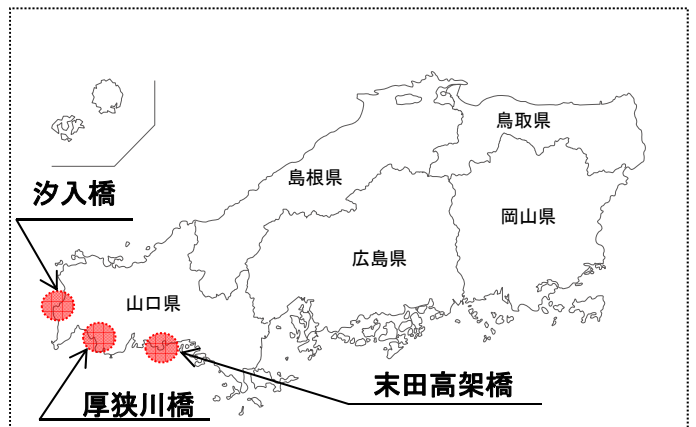 鳥取県
島根県
汐入橋
岡山県
広島県
山口県
末田高架橋
厚狭川橋